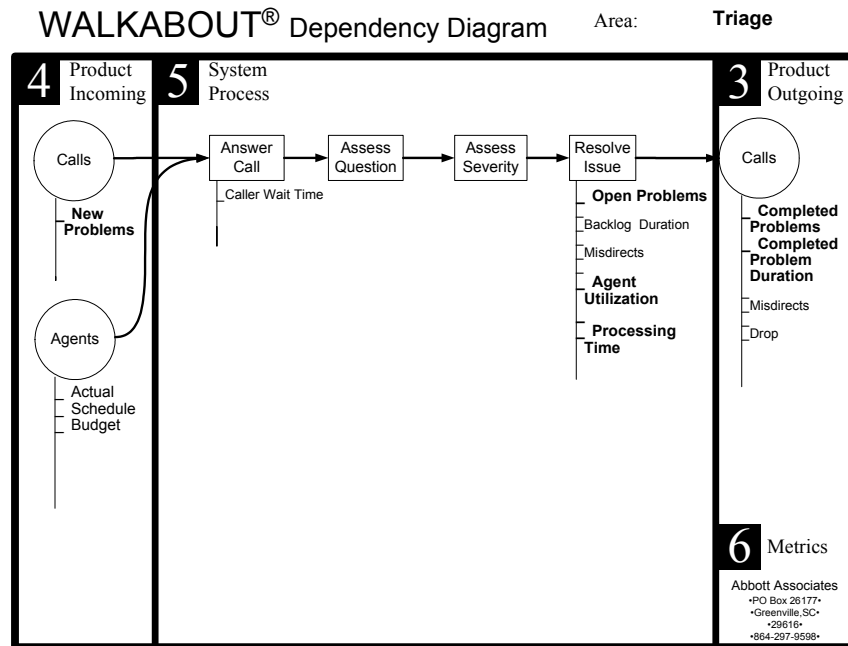 WALKABOUT® Dependency Diagram
Area:
Triage
4
Product
Incoming
5
System
Process
3
Product
Outgoing
Calls
New
Problems
Agents
Actual
Schedule
Budget
Answer
Call
Caller Wait Time
Assess
Question
Assess
Severity
Resolve
Issue
Open Problems
Backlog Duration
Misdirects
Agent
Utilization
Processing
Time
Calls
Completed
Problems
Completed
Problem
Duration
Misdirects
Drop
6
Metrics
Abbott Associates
•PO Box 26177•
•Greenville,SC•
•29616•
•864-297-9598•